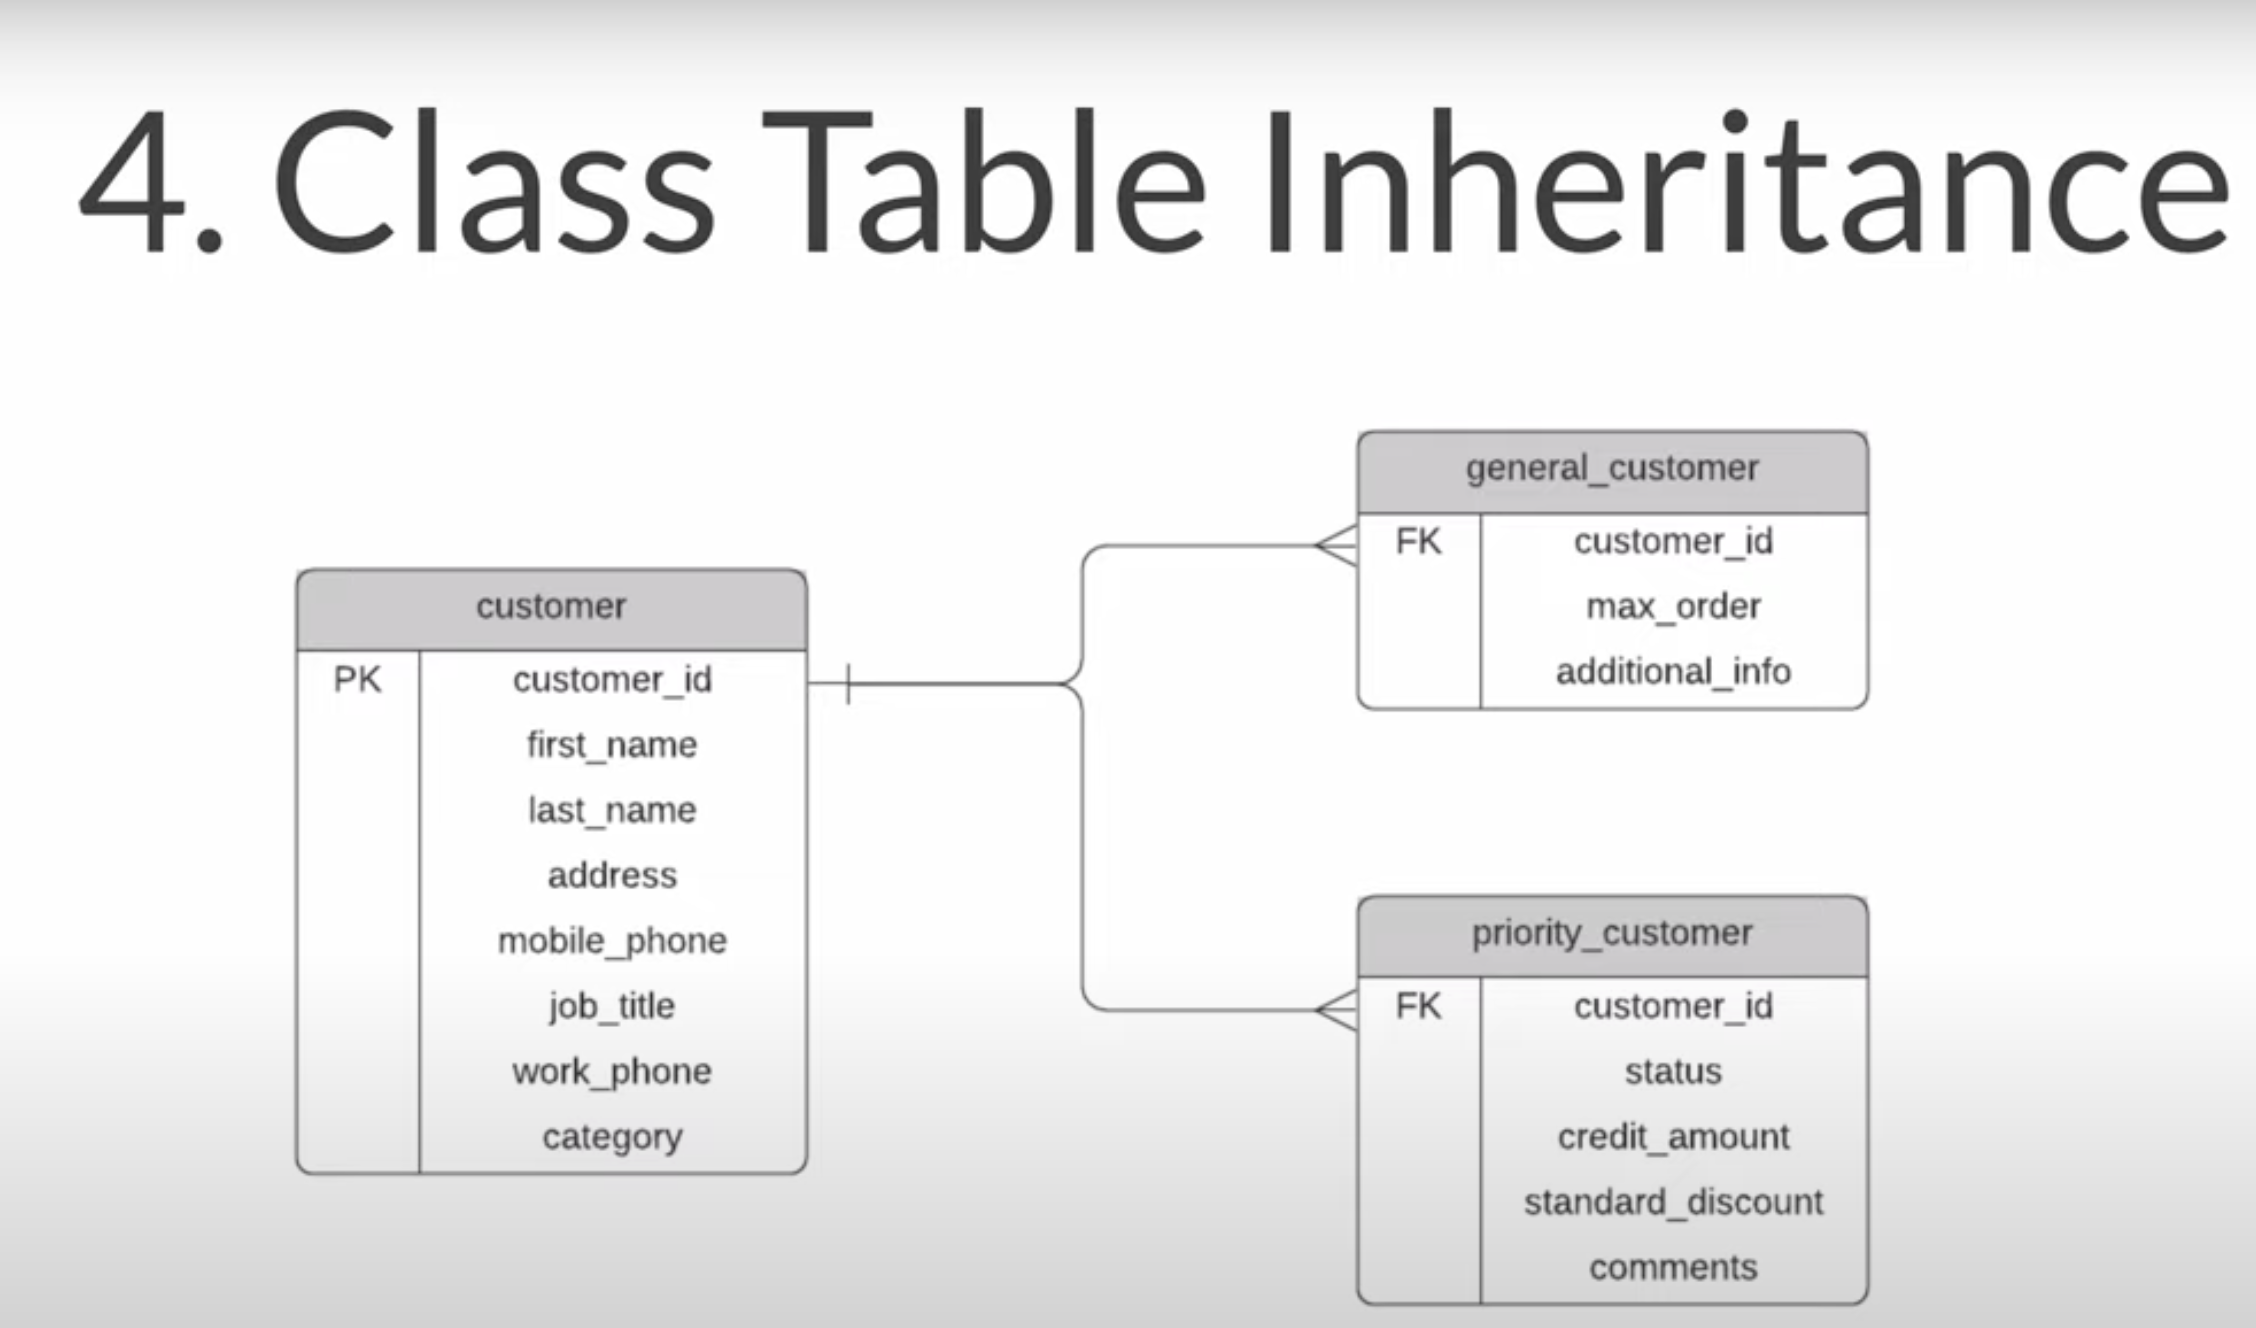 4. Class Table Inheritance
customer
PK customer_id
first_name
last_name
address
mobile_phone
job_title
work_phone
category
general_customer
FK customer_id
max_order
additional_info
priority_customer
FK customer_id
status
credit_amount
standard_discount
comments